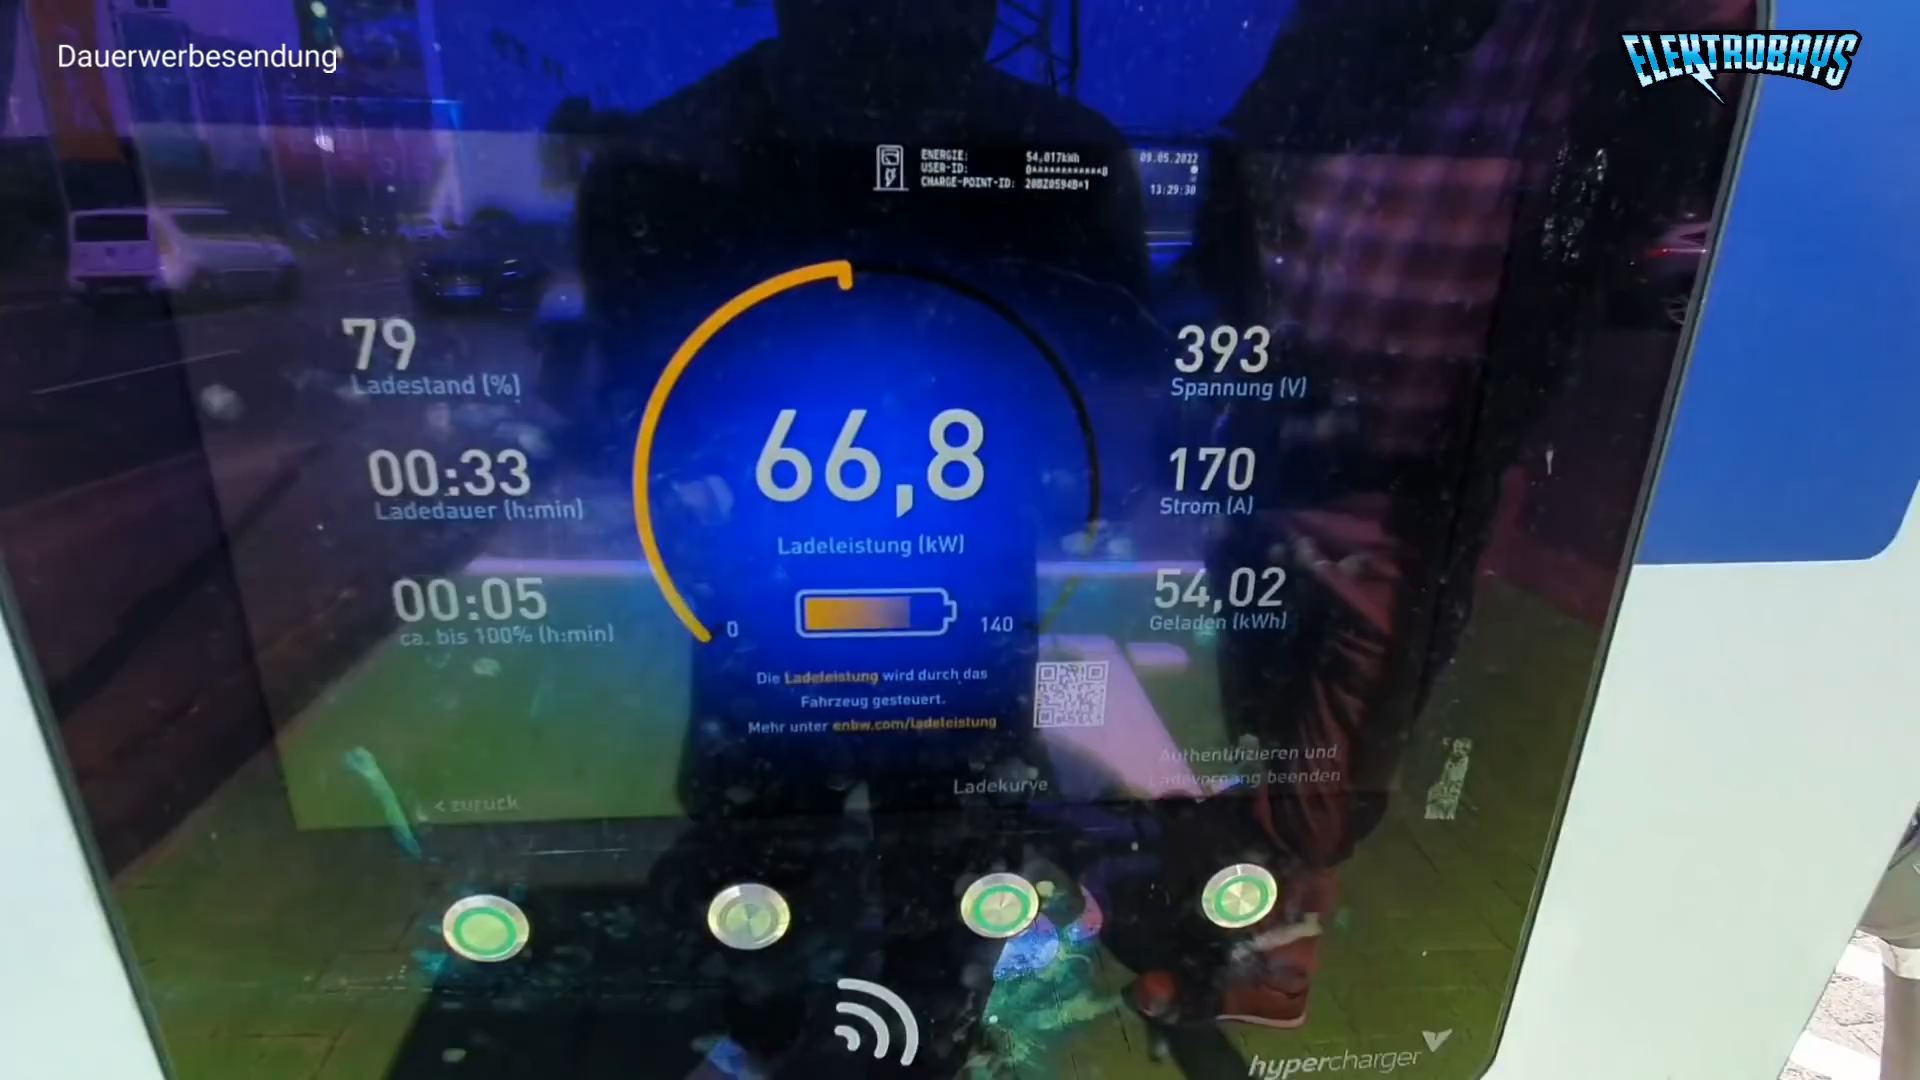 Dauerwerbesendung
ELEKTROBAYS
ENERGIE: 54,017kWh 09.05.2022
USER-ID:
CHARGE-POINT-ID: 13:29:30
79
Ladestand (%)
00:33
Ladedauer (h:min)
00:05
ca. bis 100% (h:min)
66,8
Ladeleistung (kW)
0
140
393
Spannung (V)
170
Strom (A)
54,02
Geladen (kWh)
Die Ladeleistung wird durch das
Fahrzeug gesteuert.
Mehr unter enbw.com/ladeleistung
< zurück
Ladekurve
Authentifizieren und
Ladevorgang beenden
hypercharger